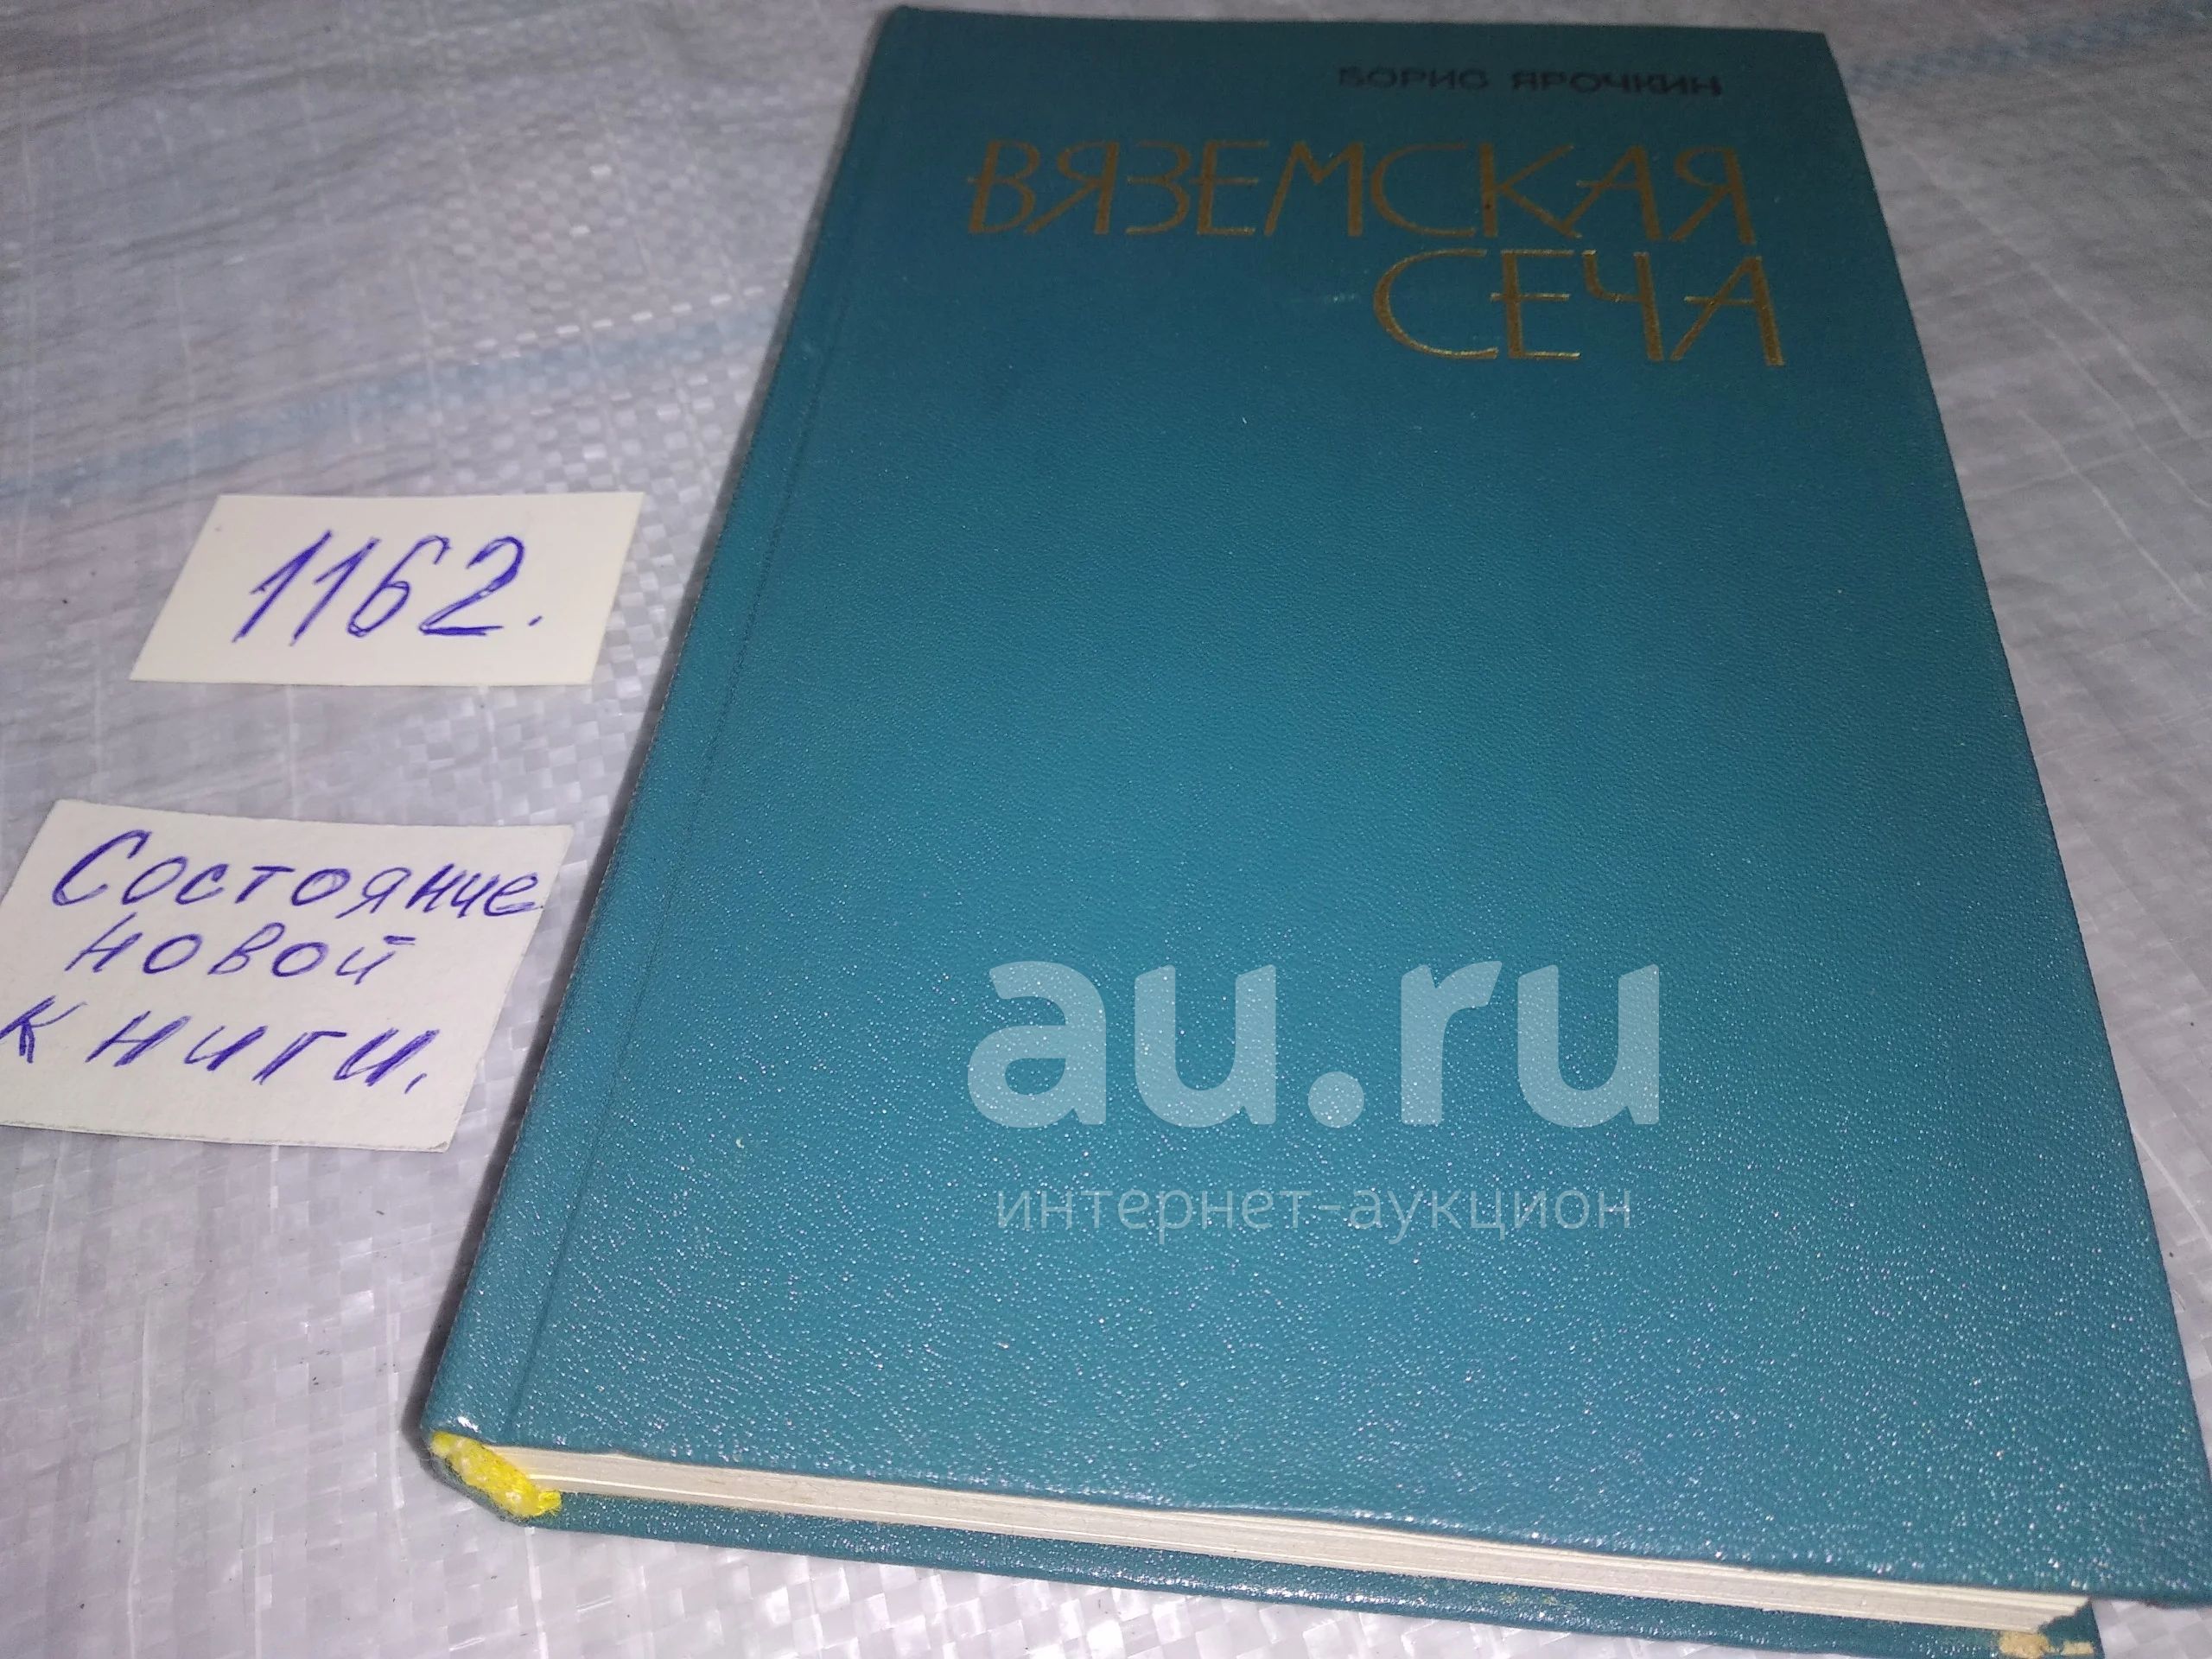 БОРИС ЯРОЧКИН
ВЯЗЕМСКАЯ
СЕЧА
1162.
Состояние
новой
книги.
au.ru
интернет-аукцион